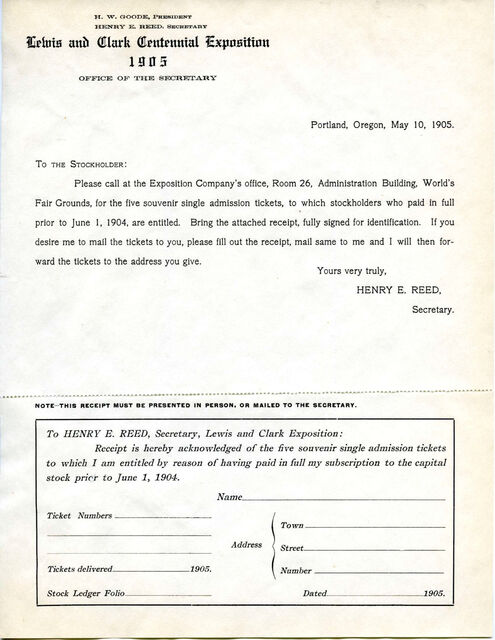 H. W. GOODE, PRESIDENT
HENRY E. REED, SECRETARY
Lewis and Clark Centennial Exposition
1905
OFFICE OF THE SECRETARY
Portland, Oregon, May 10, 1905.
TO THE STOCKHOLDER:
Please call at the Exposition Company's office, Room 26, Administration Building, World's
Fair Grounds, for the five souvenir single admission tickets, to which stockholders who paid in full
prior to June 1, 1904, are entitled. Bring the attached receipt, fully signed for identification. If you
desire me to mail the tickets to you, please fill out the receipt, mail same to me and I will then for-
ward the tickets to the address you give.
Yours very truly,
HENRY E. REED,
Secretary.
NOTE—THIS RECEIPT MUST BE PRESENTED IN PERSON, OR MAILED TO THE SECRETARY.
To HENRY E. REED, Secretary, Lewis and Clark Exposition:
Receipt is hereby acknowledged of the five souvenir single admission tickets
to which I am entitled by reason of having paid in full my subscription to the capital
stock prior to June 1, 1904.
Name
Ticket Numbers
Town
Address
Street
Tickets delivered 1905.
Number
Stock Ledger Folio
Dated 1905.